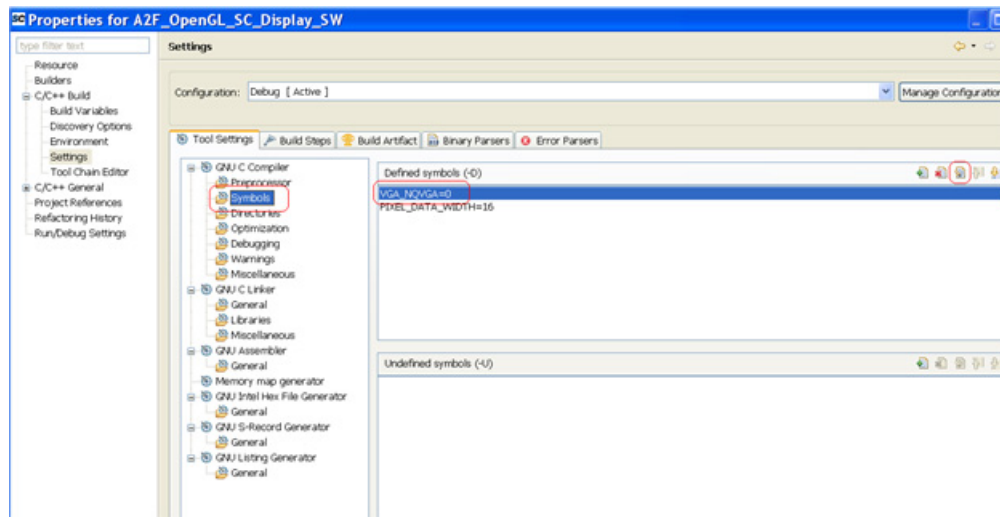 SC Properties for A2F_OpenGL_SC_Display_SW
type filter text
Settings
Resource
Builders
C/C++ Build
Build Variables
Discovery Options
Environment
Settings
Tool Chain Editor
C/C++ General
Project References
Refactoring History
Run/Debug Settings
Configuration: Debug [ Active ]
Manage Configuration
Tool Settings Build Steps Build Artifact Binary Parsers Error Parsers
GNU C Compiler
Preprocessor
Symbols
Directories
Optimization
Debugging
Warnings
Miscellaneous
GNU C Linker
General
Libraries
Miscellaneous
GNU Assembler
General
Memory map generator
GNU Intel Hex File Generator
General
GNU S-Record Generator
General
GNU Listing Generator
General
Defined symbols (-D)
VGA_NQVGA=0
PIXEL_DATA_WIDTH=16
Undefined symbols (-U)